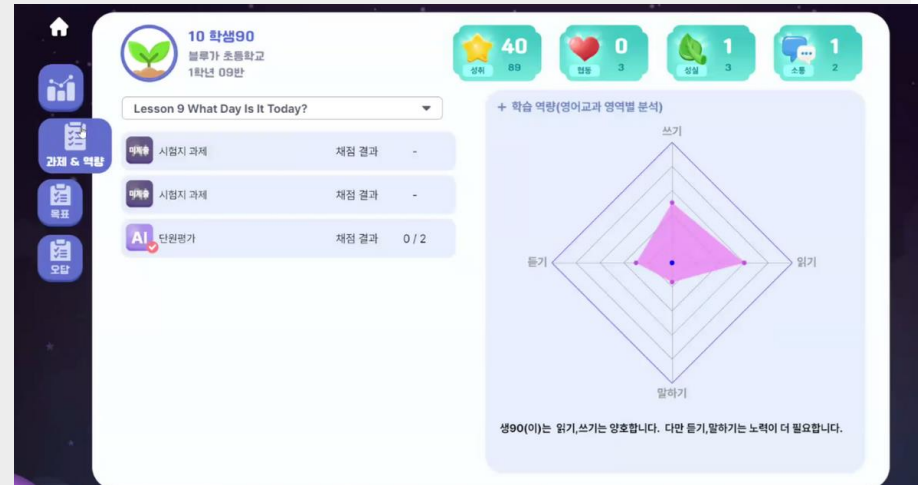 10 학생90
블루가 초등학교
1학년 09반
40
성취 89
0
협동 3
1
성실 3
1
소통 2
과제 & 역량
목표
오답
Lesson 9 What Day Is It Today?
미제출 시험지 과제 채점 결과 -
미제출 시험지 과제 채점 결과 -
AI 단원평가 채점 결과 0 / 2
+ 학습 역량(영어교과 영역별 분석)
쓰기
듣기
읽기
말하기
생90(이)는 읽기,쓰기는 양호합니다. 다만 듣기,말하기는 노력이 더 필요합니다.